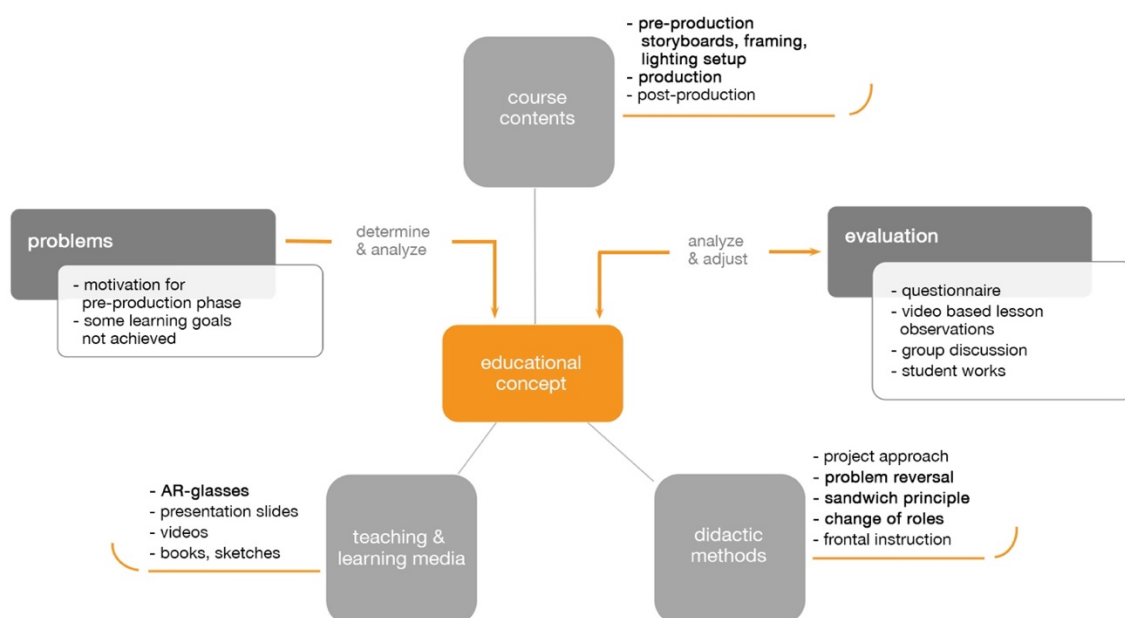 - pre-production
storyboards, framing,
lighting setup
- production
- post-production
course
contents
problems
- motivation for
pre-production phase
- some learning goals
not achieved
determine
& analyze
analyze
& adjust
evaluation
- questionnaire
- video based lesson
observations
- group discussion
- student works
educational
concept
- AR-glasses
- presentation slides
- videos
- books, sketches
teaching &
learning media
didactic
methods
- project approach
- problem reversal
- sandwich principle
- change of roles
- frontal instruction